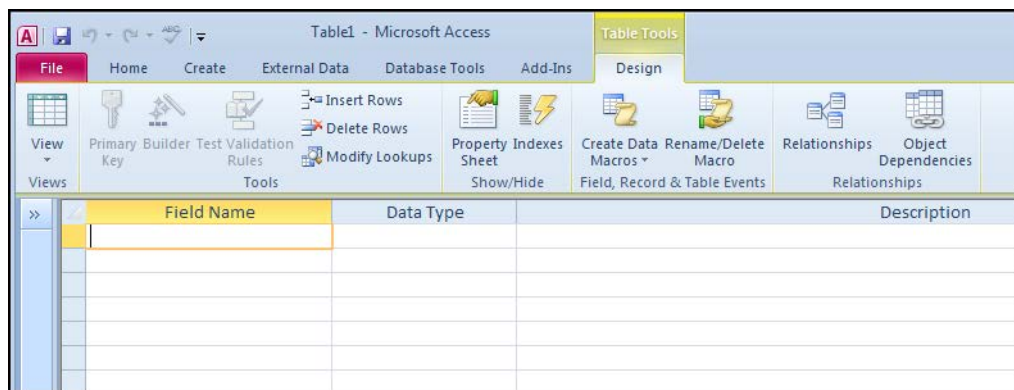 A
ABC
Table1 - Microsoft Access
Table Tools
File Home Create External Data Database Tools Add-Ins Design
View
Views
Primary Key
Builder
Test Validation Rules
Insert Rows
Delete Rows
Modify Lookups
Tools
Property Sheet
Indexes
Show/Hide
Create Data Macros
Rename/Delete Macro
Field, Record & Table Events
Relationships
Object Dependencies
Relationships
Field Name Data Type Description